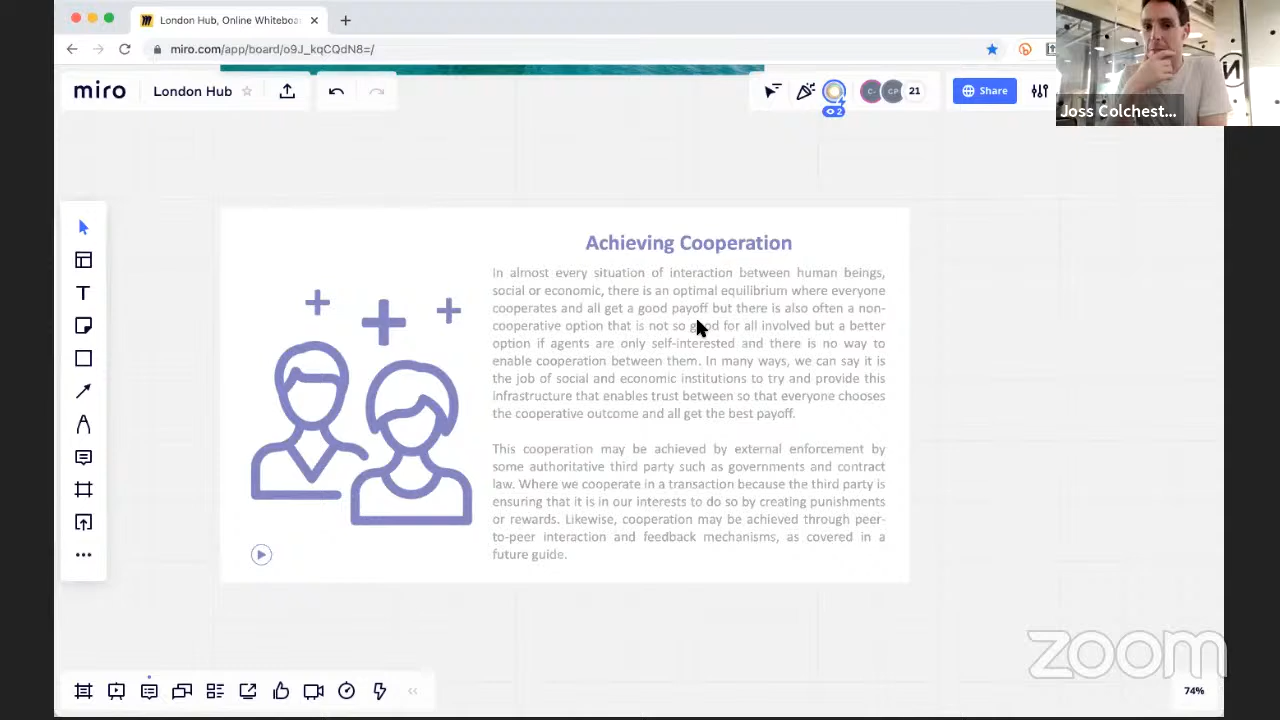 London Hub, Online Whiteboa
miro.com/app/board/o9J_kqCQdN8=/
miro
London Hub
C-
GP
21
Share
2
Joss Colchest...
Achieving Cooperation
In almost every situation of interaction between human beings,
social or economic, there is an optimal equilibrium where everyone
cooperates and all get a good payoff but there is also often a non-
cooperative option that is not so good for all involved but a better
option if agents are only self-interested and there is no way to
enable cooperation between them. In many ways, we can say it is
the job of social and economic institutions to try and provide this
infrastructure that enables trust between so that everyone chooses
the cooperative outcome and all get the best payoff.
This cooperation may be achieved by external enforcement by
some authoritative third party such as governments and contract
law. Where we cooperate in a transaction because the third party is
ensuring that it is in our interests to do so by creating punishments
or rewards. Likewise, cooperation may be achieved through peer-
to-peer interaction and feedback mechanisms, as covered in a
future guide.
zoom
74%